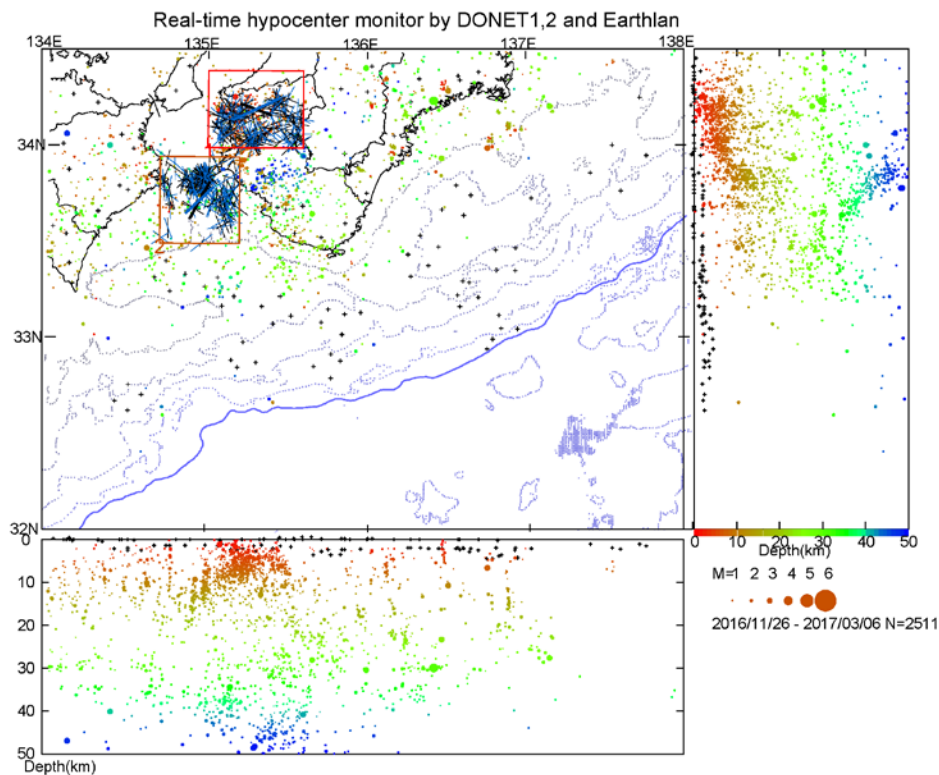 Real-time hypocenter monitor by DONET1,2 and Earthlan
134E 135E 136E 137E 138E
34N
33N
32N
0 10 20 30 40 50
Depth(km)
M=1 2 3 4 5 6
2016/11/26 - 2017/03/06 N=2511
0
10
20
30
40
50
Depth(km)